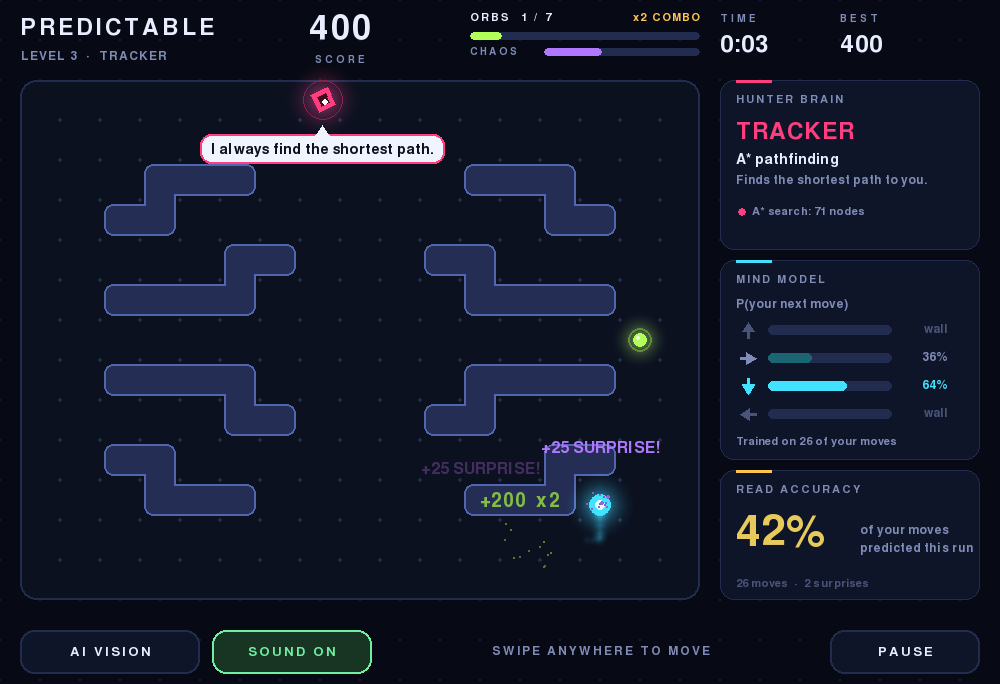 PREDICTABLE
LEVEL 3 · TRACKER
400
SCORE
ORBS 1 / 7
x2 COMBO
CHAOS
TIME
0:03
BEST
400
I always find the shortest path.
+25 SURPRISE!
+25 SURPRISE!
+200 x2
HUNTER BRAIN
TRACKER
A* pathfinding
Finds the shortest path to you.
A* search: 71 nodes
MIND MODEL
P(your next move)
wall
36%
64%
wall
Trained on 26 of your moves
READ ACCURACY
42%
of your moves
predicted this run
26 moves · 2 surprises
AI VISION
SOUND ON
SWIPE ANYWHERE TO MOVE
PAUSE